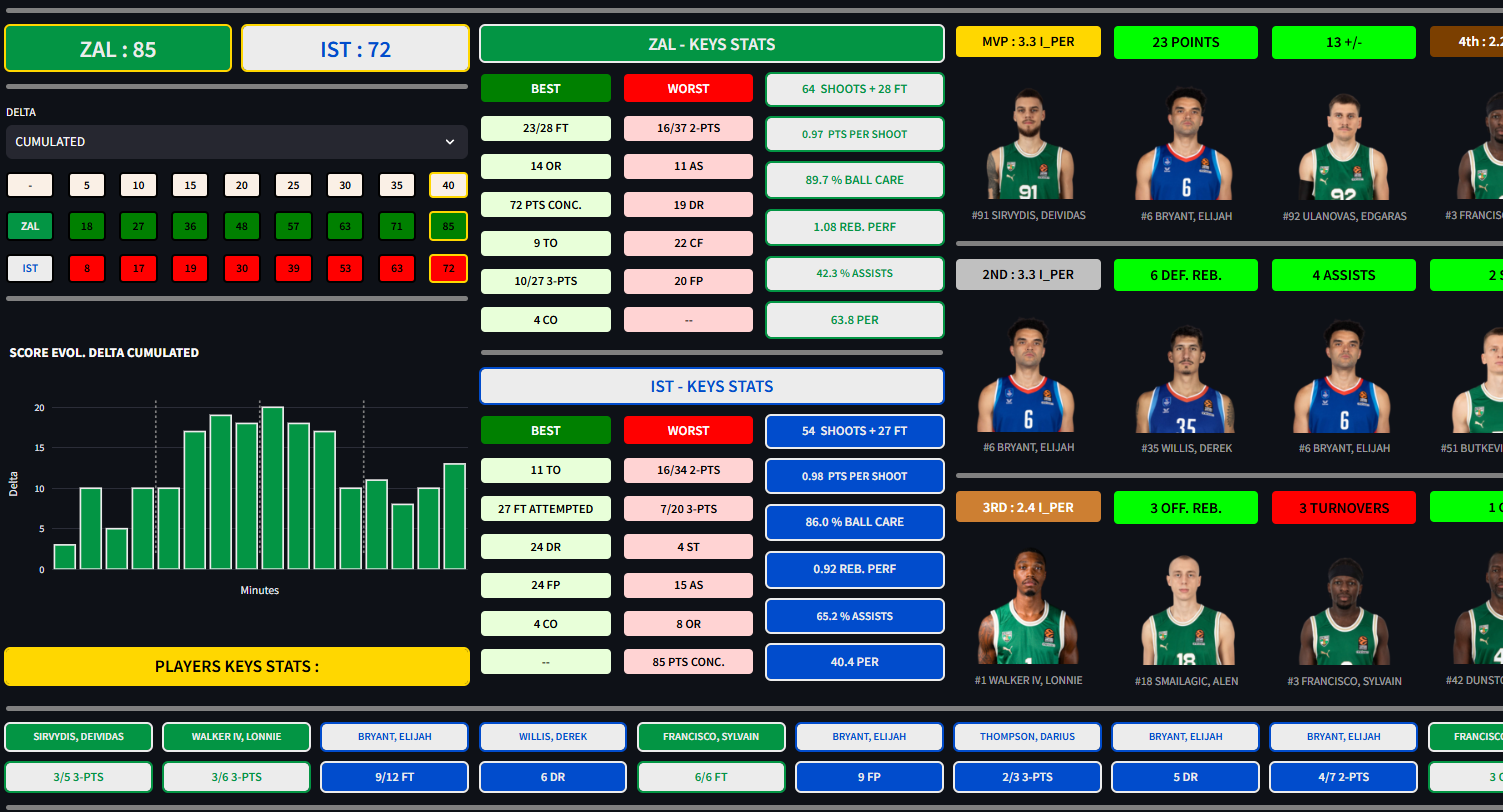 ZAL : 85
IST : 72
DELTA
CUMULATED
- 5 10 15 20 25 30 35 40
ZAL 18 27 36 48 57 63 71 85
IST 8 17 19 30 39 53 63 72
SCORE EVOL. DELTA CUMULATED
Delta
20
15
10
5
0
Minutes
PLAYERS KEYS STATS :
ZAL - KEYS STATS
BEST WORST 64 SHOOTS + 28 FT
23/28 FT 16/37 2-PTS 0.97 PTS PER SHOOT
14 OR 11 AS 89.7 % BALL CARE
72 PTS CONC. 19 DR 1.08 REB. PERF
9 TO 22 CF 42.3 % ASSISTS
10/27 3-PTS 20 FP 63.8 PER
4 CO --
IST - KEYS STATS
BEST WORST 54 SHOOTS + 27 FT
11 TO 16/34 2-PTS 0.98 PTS PER SHOOT
27 FT ATTEMPTED 7/20 3-PTS 86.0 % BALL CARE
24 DR 4 ST 0.92 REB. PERF
24 FP 15 AS 65.2 % ASSISTS
4 CO 8 OR 40.4 PER
-- 85 PTS CONC.
MVP : 3.3 I_PER 23 POINTS 13 +/- 4th : 2.2
91 6 92
#91 SIRVYDIS, DEIVIDAS #6 BRYANT, ELIJAH #92 ULANOVAS, EDGARAS #3 FRANCIS
2ND : 3.3 I_PER 6 DEF. REB. 4 ASSISTS 2 S
6 35 6
#6 BRYANT, ELIJAH #35 WILLIS, DEREK #6 BRYANT, ELIJAH #51 BUTKEVI
3RD : 2.4 I_PER 3 OFF. REB. 3 TURNOVERS 1
1 18
#1 WALKER IV, LONNIE #18 SMAILAGIC, ALEN #3 FRANCISCO, SYLVAIN #42 DUNSTO
SIRVYDIS, DEIVIDAS WALKER IV, LONNIE BRYANT, ELIJAH WILLIS, DEREK FRANCISCO, SYLVAIN BRYANT, ELIJAH THOMPSON, DARIUS BRYANT, ELIJAH BRYANT, ELIJAH FRANCISCO
3/5 3-PTS 3/6 3-PTS 9/12 FT 6 DR 6/6 FT 9 FP 2/3 3-PTS 5 DR 4/7 2-PTS 3